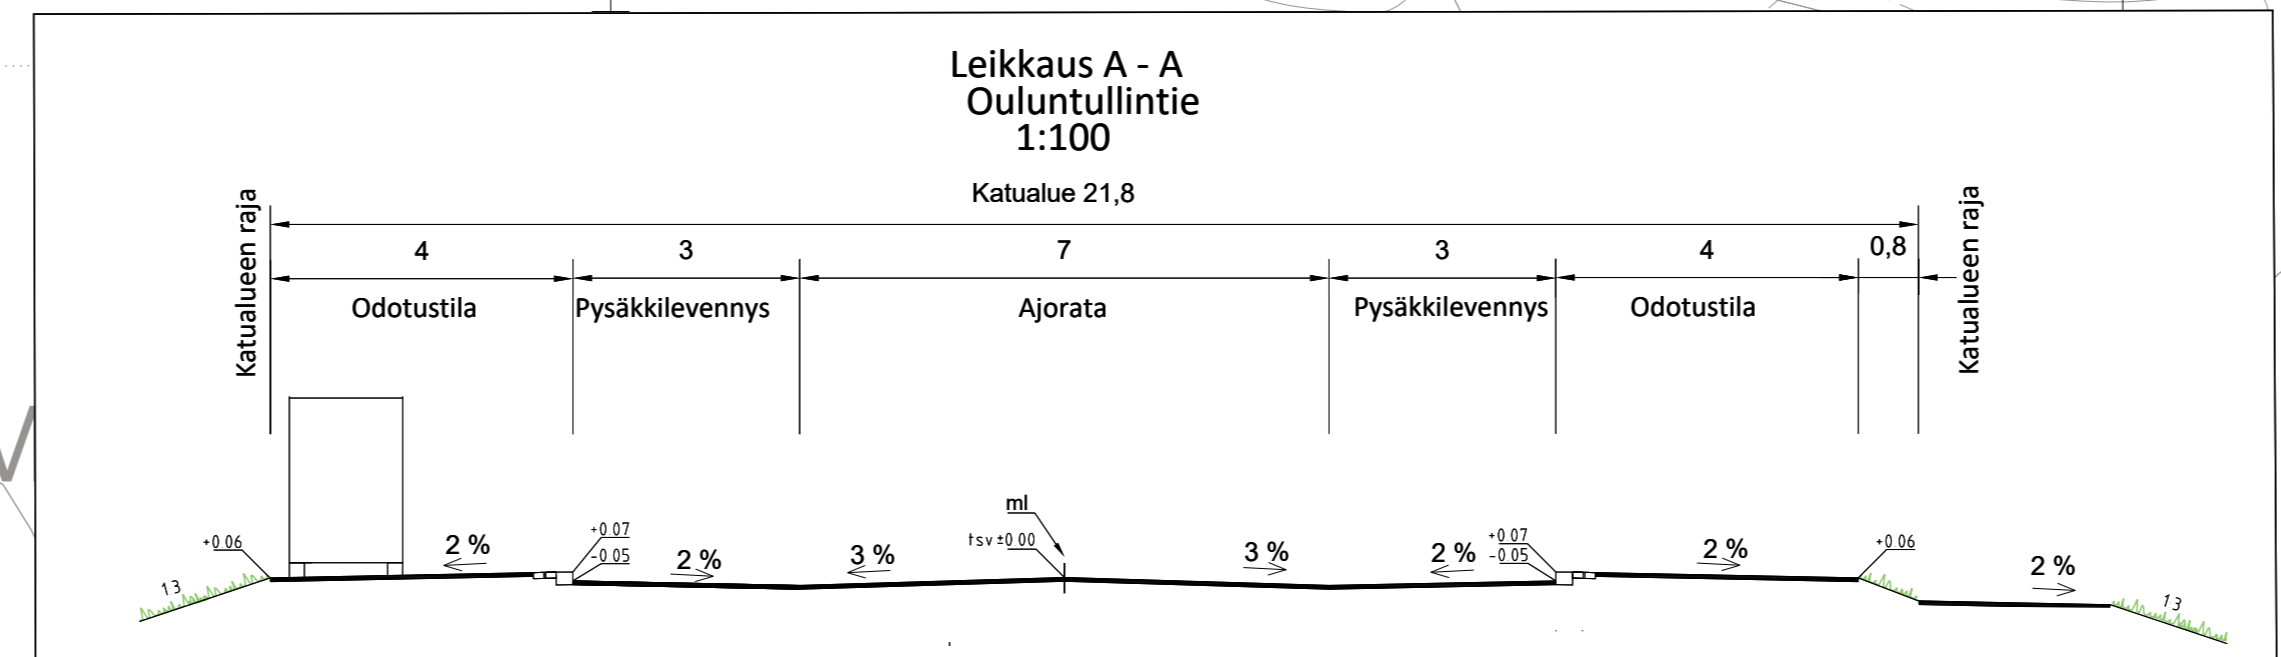 Leikkaus A - A
Ouluntullintie
1:100
Katualue 21,8
Katualueen raja
Katualueen raja
4
3
7
3
4
0,8
Odotustila
Pysäkkilevennys
Ajorata
Pysäkkilevennys
Odotustila
ml
+0.06
2 %
+0.07
-0.05
2 %
3 %
tsv ±0.00
3 %
2 %
+0.07
-0.05
2 %
+0.06
2 %
1:3
1:3